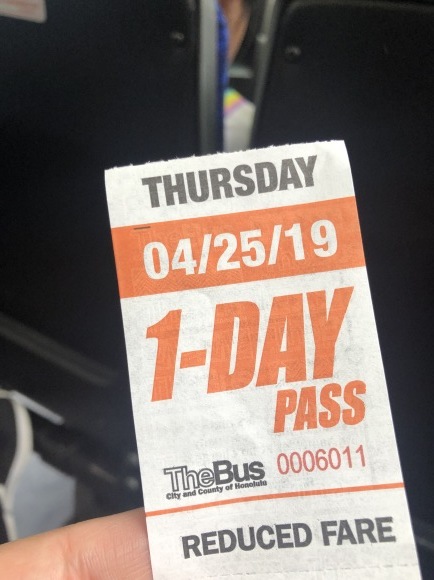 THURSDAY
04/25/19
1-DAY
PASS
TheBus 0006011
City and County of Honolulu
REDUCED FARE